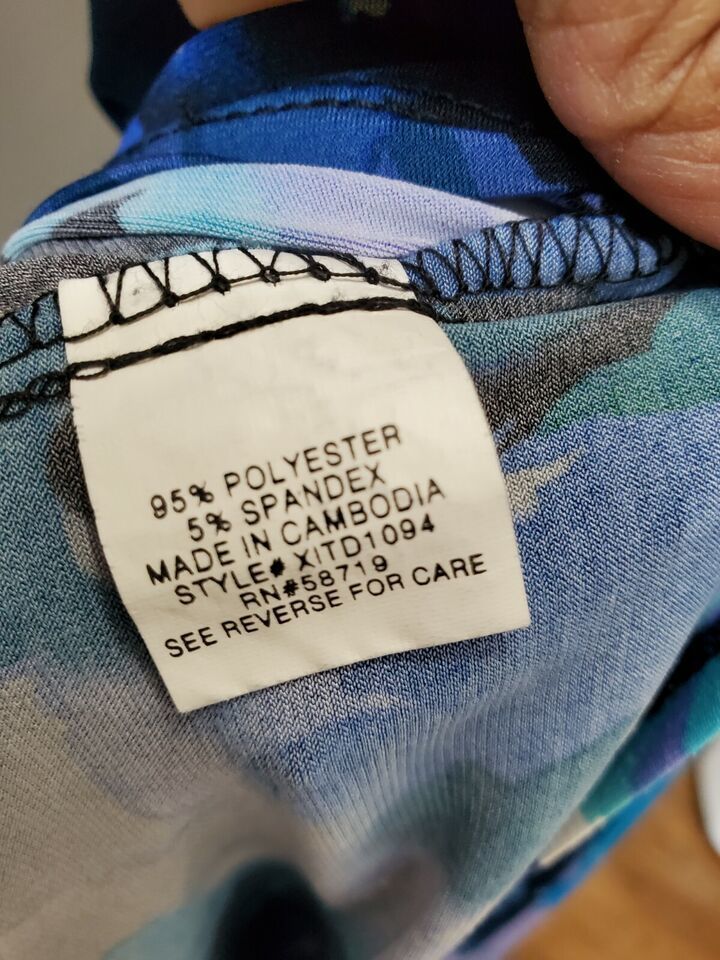 95% POLYESTER
5% SPANDEX
MADE IN CAMBODIA
STYLE# XITD1094
RN#58719
SEE REVERSE FOR CARE